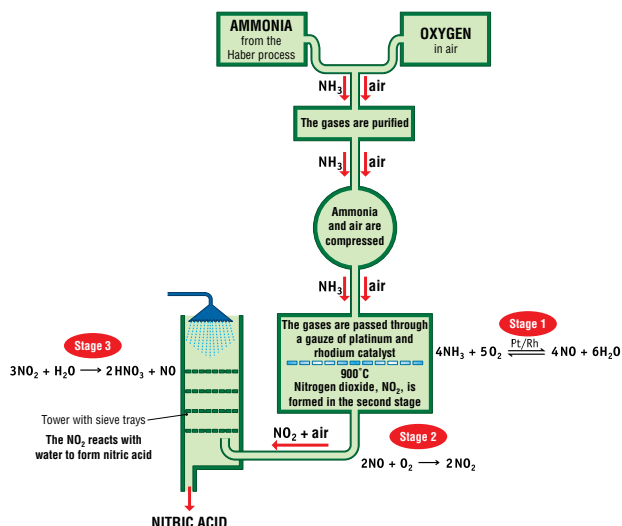 AMMONIA
from the
Haber process
OXYGEN
in air
NH₃ air
The gases are purified
NH₃ air
Ammonia
and air are
compressed
NH₃ air
The gases are passed through
a gauze of platinum and
rhodium catalyst
900°C
Nitrogen dioxide, NO₂, is
formed in the second stage
Stage 1
Pt/Rh
4NH₃ + 5O₂ ⇌ 4NO + 6H₂O
Stage 2
2NO + O₂ → 2NO₂
NO₂ + air
Stage 3
3NO₂ + H₂O → 2HNO₃ + NO
Tower with sieve trays
The NO₂ reacts with
water to form nitric acid
NITRIC ACID